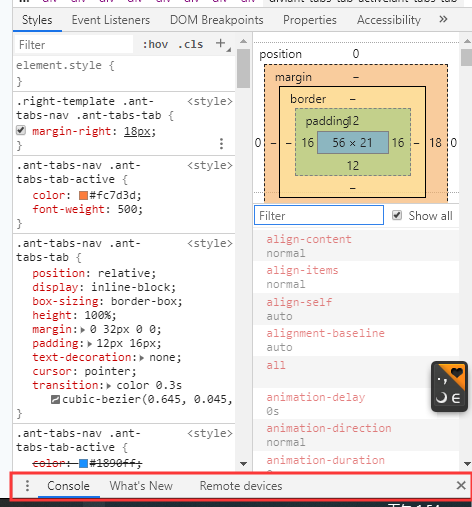 Styles Event Listeners DOM Breakpoints Properties Accessibility
Filter :hov .cls +
element.style {
}
.right-template .ant- <style>
tabs-nav .ant-tabs-tab {
margin-right: 18px;
}
.ant-tabs-nav .ant- <style>
tabs-tab-active {
color: #fc7d3d;
font-weight: 500;
}
.ant-tabs-nav .ant- <style>
tabs-tab {
position: relative;
display: inline-block;
box-sizing: border-box;
height: 100%;
margin: 0 32px 0 0;
padding: 12px 16px;
text-decoration: none;
cursor: pointer;
transition: color 0.3s
cubic-bezier(0.645, 0.045,
.ant-tabs-nav .ant- <style>
tabs-tab-active {
color: #1890ff;
position 0
margin –
border –
padding 12
0 – – 16 56 × 21 16 – 18 0
12
Filter Show all
align-content
normal
align-items
normal
align-self
auto
alignment-baseline
auto
all
animation-delay
0s
animation-direction
normal
animation-duration
Console What's New Remote devices ×